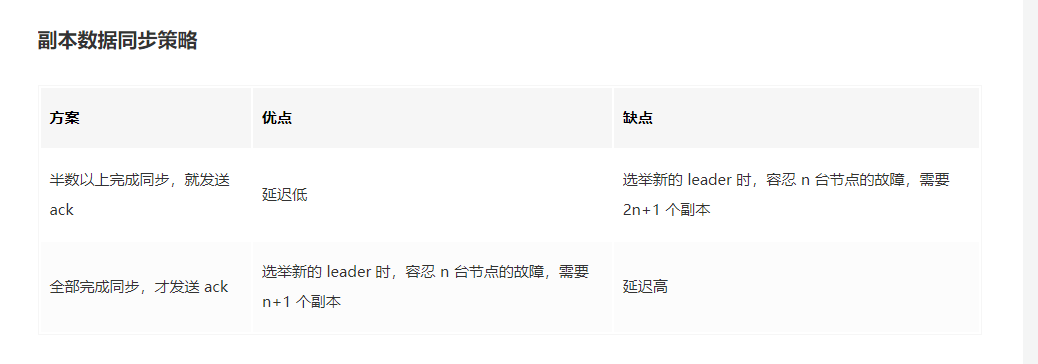 副本数据同步策略
方案 优点 缺点
半数以上完成同步，就发送
ack
延迟低
选举新的 leader 时，容忍 n 台节点的故障，需要
2n+1 个副本
全部完成同步，才发送 ack
选举新的 leader 时，容忍 n 台节点的故障，需要
n+1 个副本
延迟高